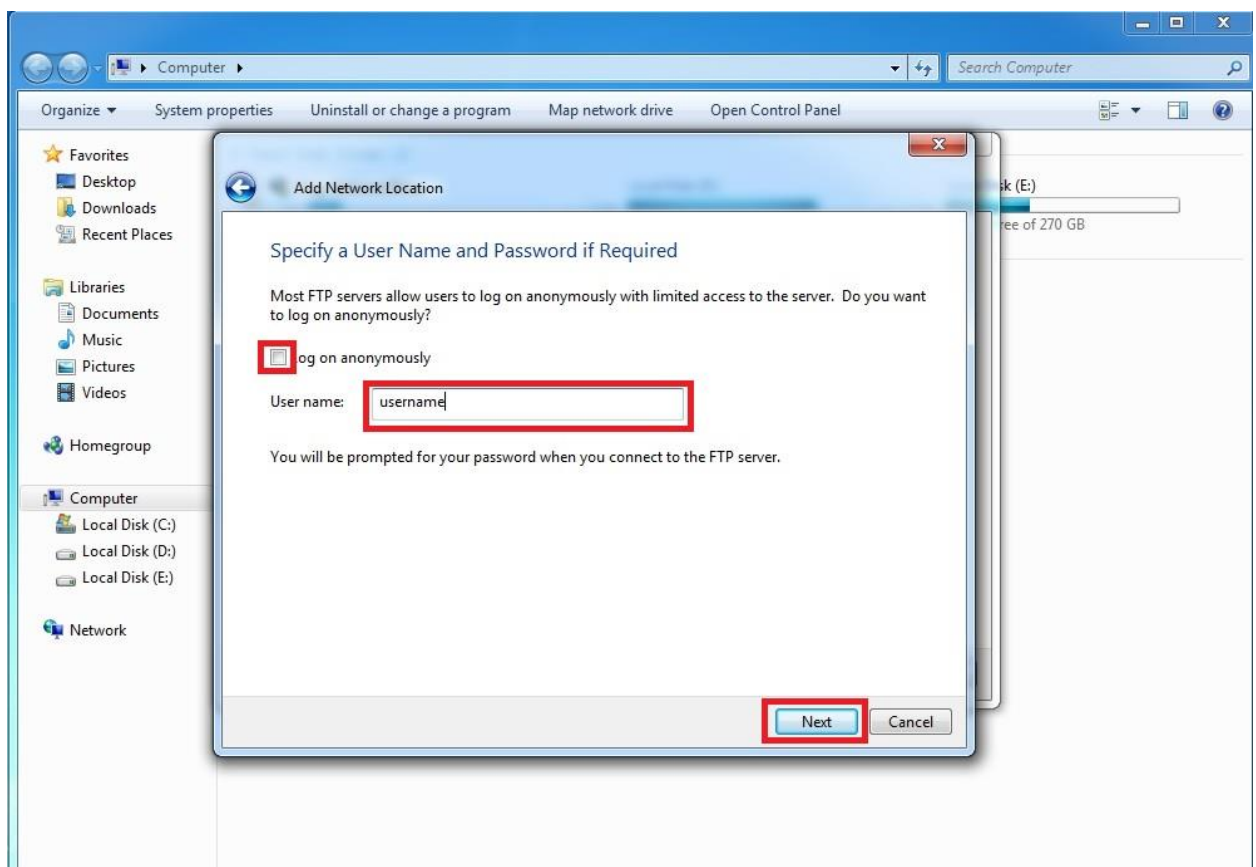 Computer
Search Computer
Organize
System properties
Uninstall or change a program
Map network drive
Open Control Panel
Favorites
Desktop
Downloads
Recent Places
Libraries
Documents
Music
Pictures
Videos
Homegroup
Computer
Local Disk (C:)
Local Disk (D:)
Local Disk (E:)
Network
Add Network Location
Specify a User Name and Password if Required
Most FTP servers allow users to log on anonymously with limited access to the server. Do you want
to log on anonymously?
og on anonymously
User name: username
You will be prompted for your password when you connect to the FTP server.
Next
Cancel
sk (E:)
ree of 270 GB